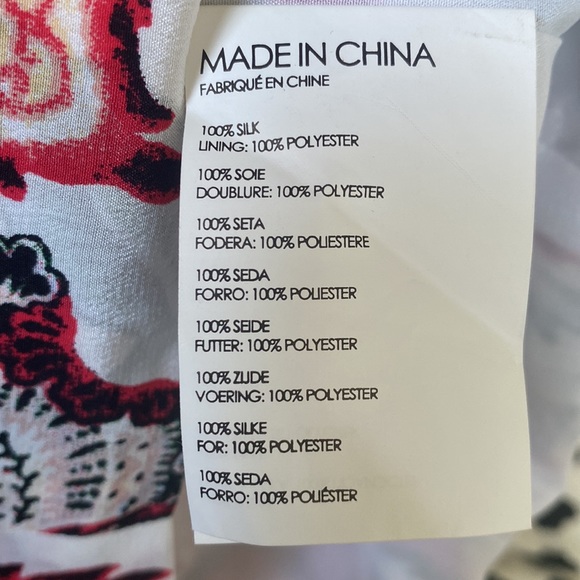 MADE IN CHINA
FABRIQUÉ EN CHINE
100% SILK
LINING: 100% POLYESTER
100% SOIE
DOUBLURE: 100% POLYESTER
100% SETA
FODERA: 100% POLIESTERE
100% SEDA
FORRO: 100% POLIESTER
100% SEIDE
FUTTER: 100% POLYESTER
100% ZIJDE
VOERING: 100% POLYESTER
100% SILKE
FOR: 100% POLYESTER
100% SEDA
FORRO: 100% POLIÉSTER